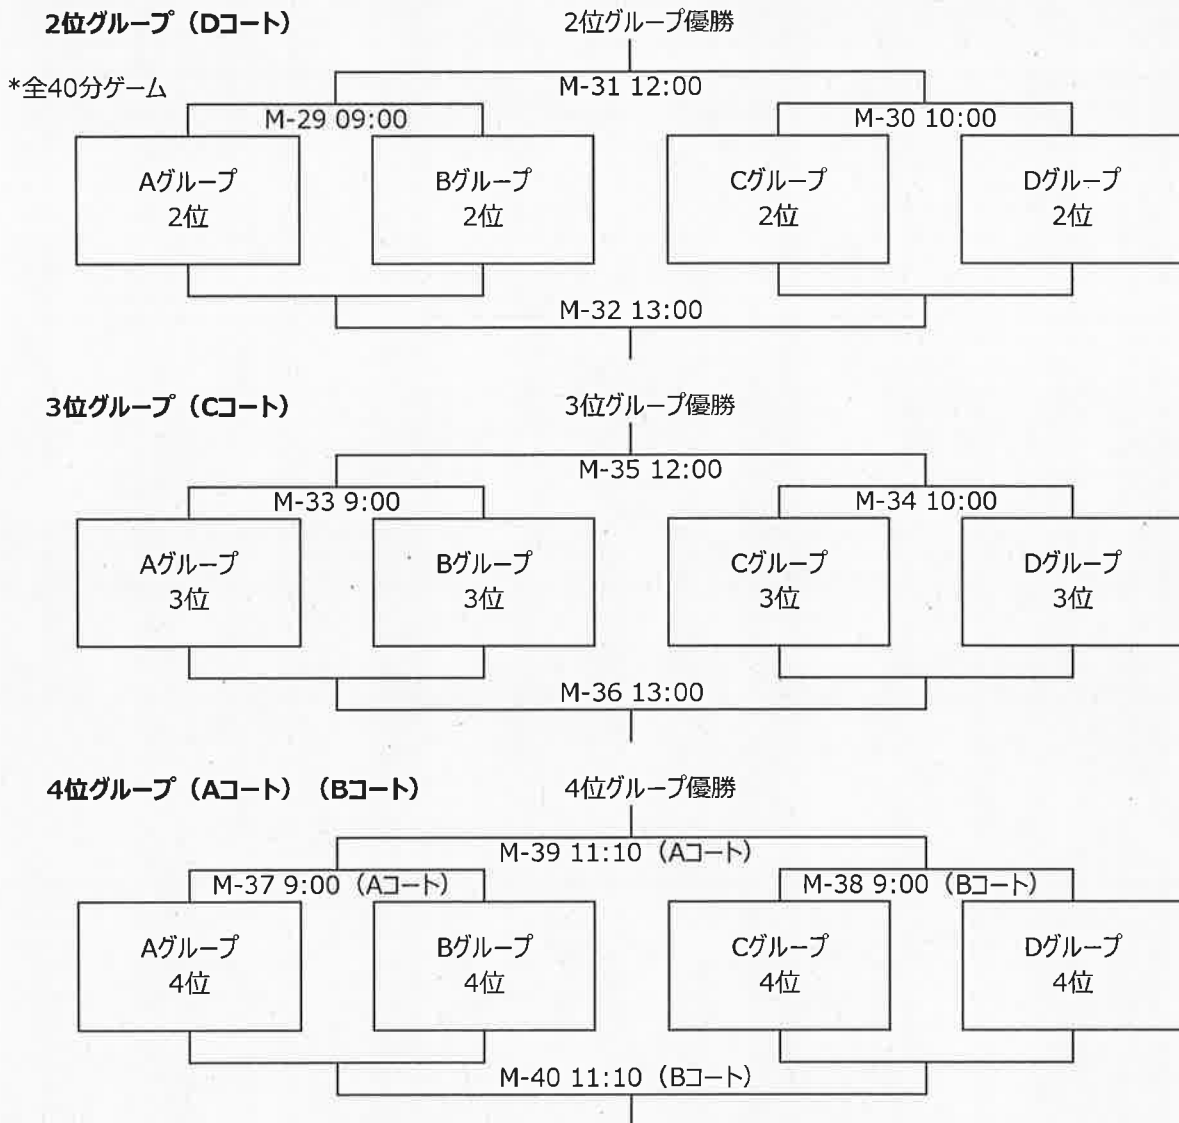 2位グループ（Dコート）
2位グループ優勝
*全40分ゲーム
M-31 12:00
M-29 09:00
M-30 10:00
Aグループ
2位
Bグループ
2位
Cグループ
2位
Dグループ
2位
M-32 13:00
3位グループ（Cコート）
3位グループ優勝
M-35 12:00
M-33 9:00
M-34 10:00
Aグループ
3位
Bグループ
3位
Cグループ
3位
Dグループ
3位
M-36 13:00
4位グループ（Aコート）（Bコート）
4位グループ優勝
M-39 11:10（Aコート）
M-37 9:00（Aコート）
M-38 9:00（Bコート）
Aグループ
4位
Bグループ
4位
Cグループ
4位
Dグループ
4位
M-40 11:10（Bコート）